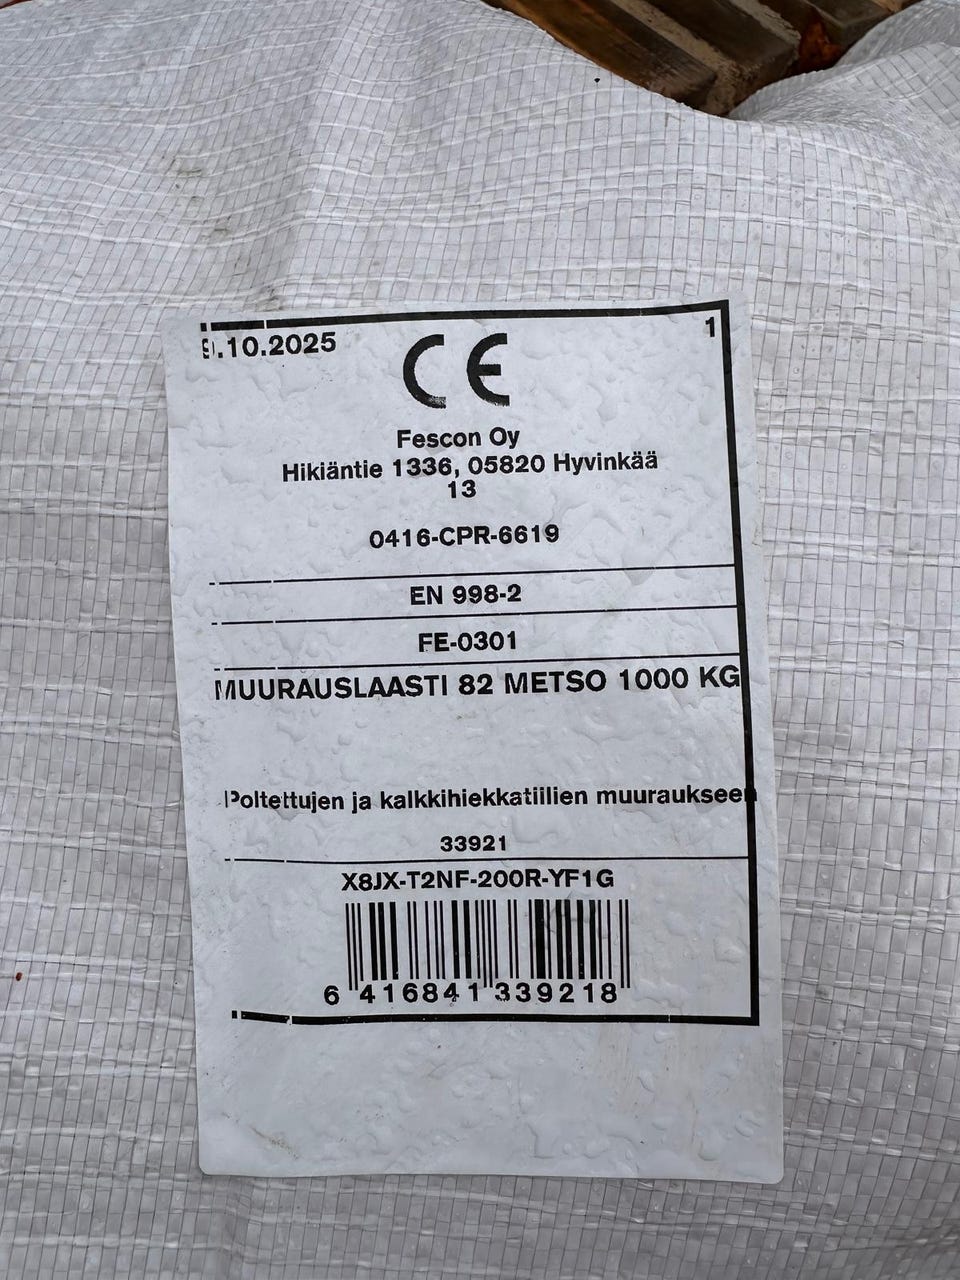 9.10.2025
1
CE
Fescon Oy
Hikiäntie 1336, 05820 Hyvinkää
13
0416-CPR-6619
EN 998-2
FE-0301
MUURAUSLAASTI 82 METSO 1000 KG
Poltettujen ja kalkkihiekkatiilien muuraukseen
33921
X8JX-T2NF-200R-YF1G
6 416841 339218